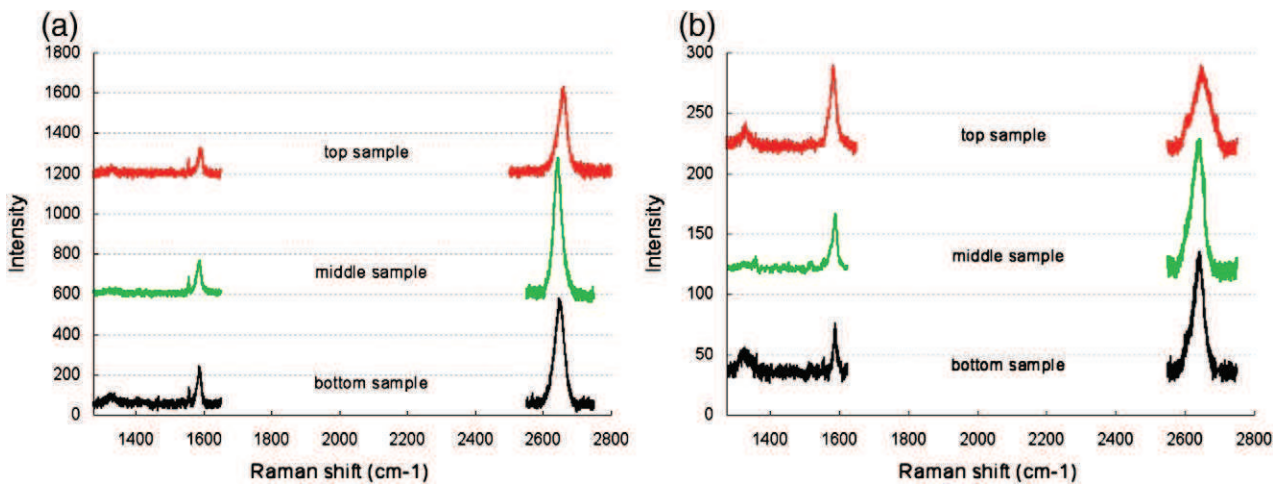 (a)
1800
1600
1400
1200
1000
800
600
400
200
0
Intensity
top sample
middle sample
bottom sample
1400 1600 1800 2000 2200 2400 2600 2800
Raman shift (cm-1)
(b)
300
250
200
150
100
50
0
Intensity
top sample
middle sample
bottom sample
1400 1600 1800 2000 2200 2400 2600 2800
Raman shift (cm-1)